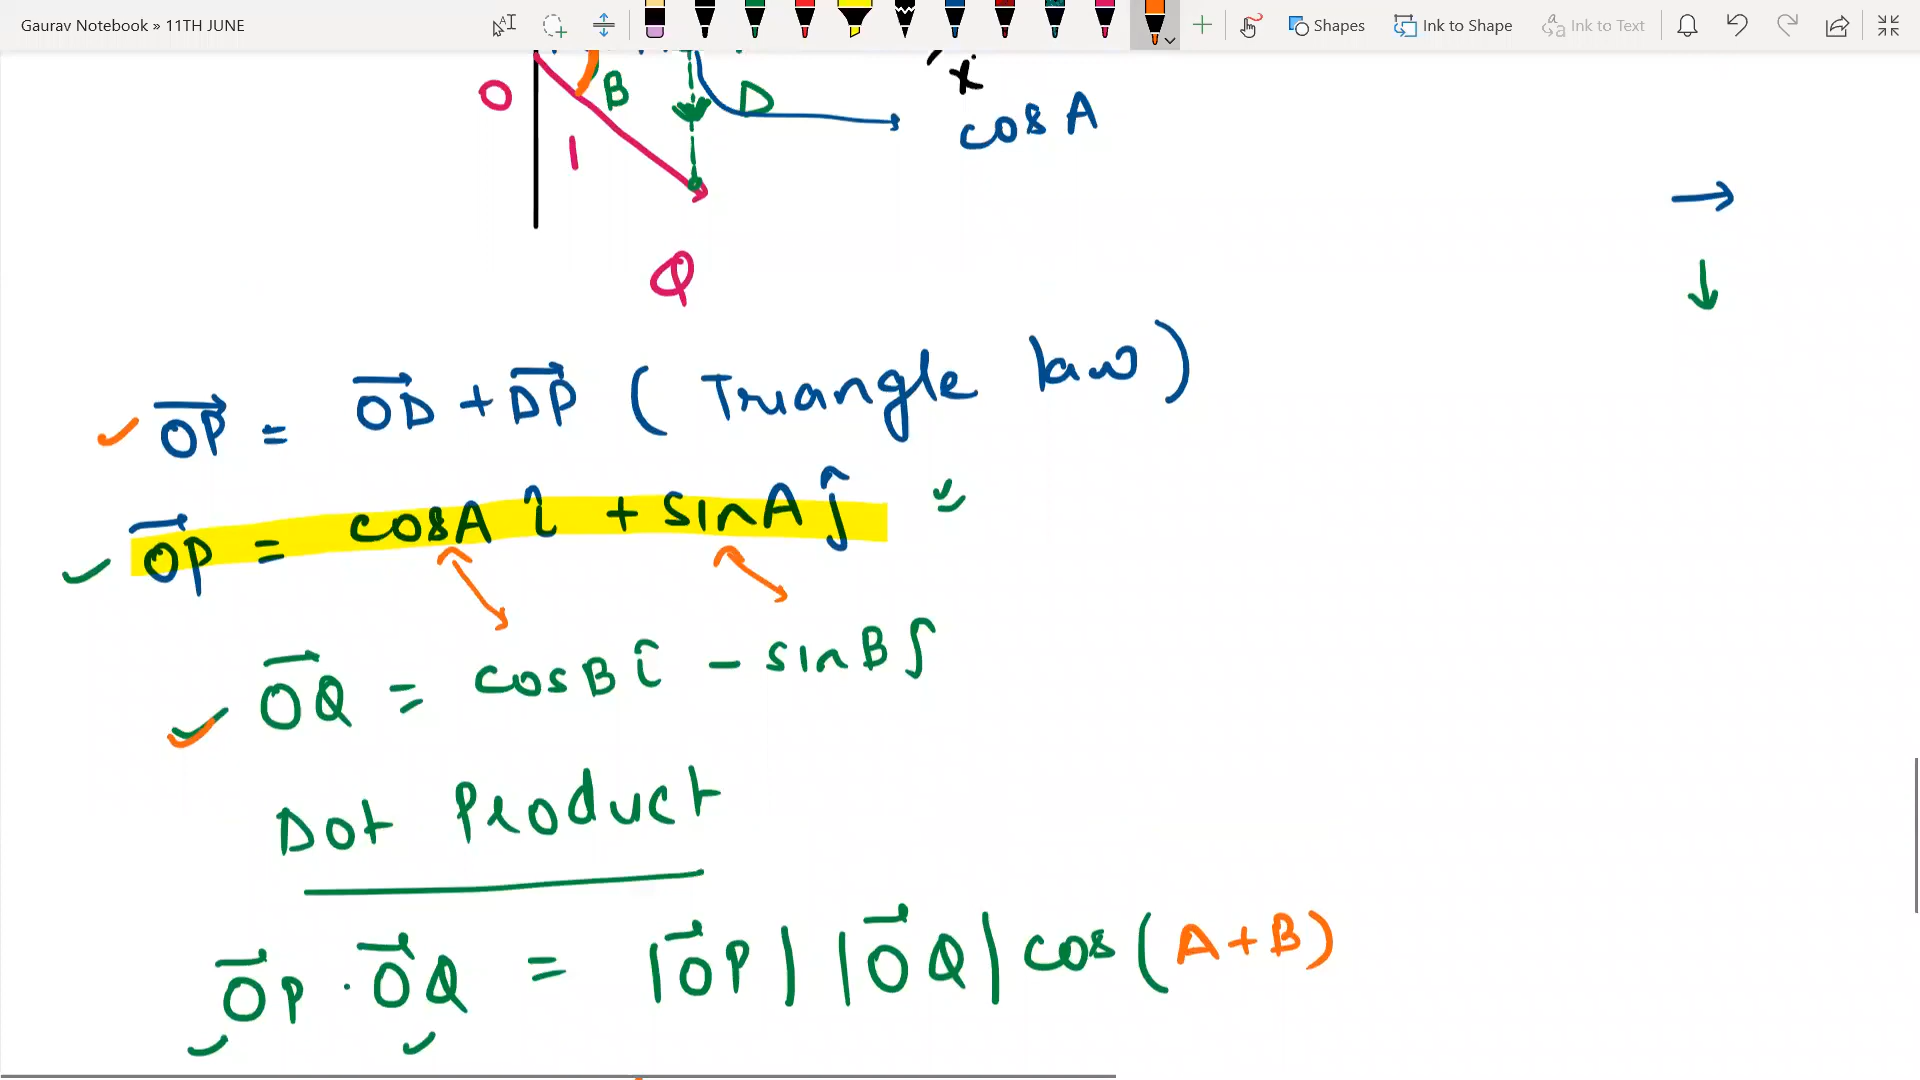 Gaurav Notebook » 11TH JUNE
Shapes
Ink to Shape
Ink to Text
O
B
D
x
cos A
1
Q
OP⃗ = OD⃗ + DP⃗ ( Triangle law )
OP⃗ = cosA î + sinA ĵ
OQ⃗ = cosB î - sinB ĵ
Dot Product
OP⃗ · OQ⃗ = |OP⃗| |OQ⃗| cos (A+B)